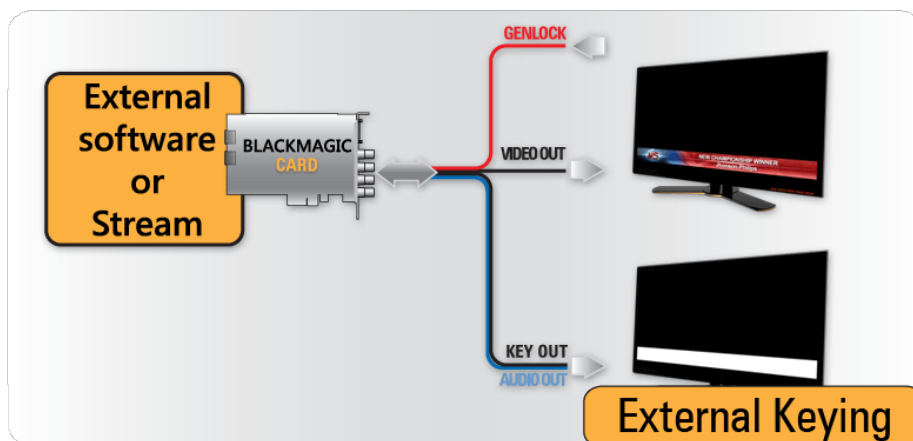 External
software
or
Stream
BLACKMAGIC
CARD
GENLOCK
VIDEO OUT
NEW CHAMPIONSHIP WINNER
KEY OUT
AUDIO OUT
External Keying